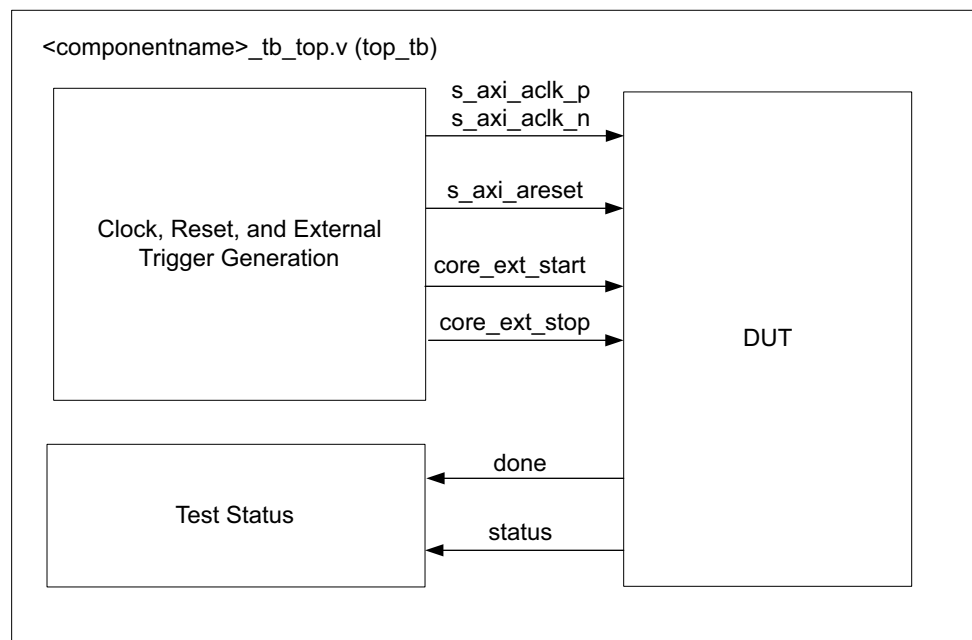 <componentname>_tb_top.v (top_tb)
s_axi_aclk_p
s_axi_aclk_n
s_axi_areset
Clock, Reset, and External
Trigger Generation
core_ext_start
core_ext_stop
DUT
done
Test Status
status